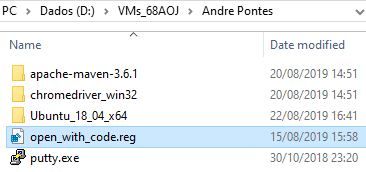 PC > Dados (D:) > VMs_68AOJ > Andre Pontes
Name Date modified
apache-maven-3.6.1 20/08/2019 14:51
chromedriver_win32 20/08/2019 14:51
Ubuntu_18_04_x64 22/08/2019 16:41
open_with_code.reg 15/08/2019 15:58
putty.exe 30/10/2018 23:20